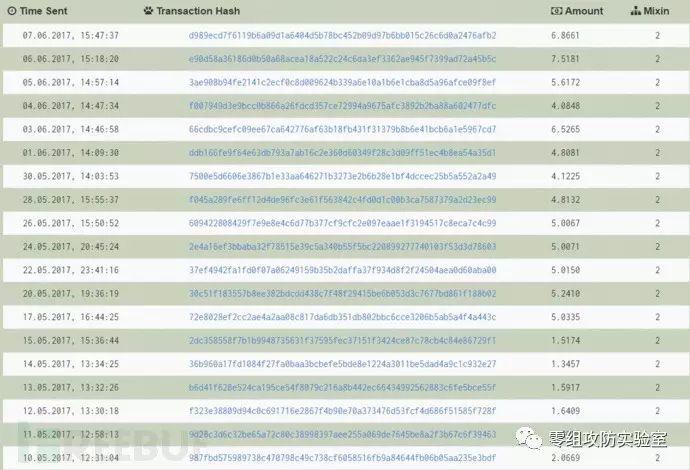 Time Sent Transaction Hash Amount Mixin
07.06.2017, 15:47:37 d989ecd7f6119b6a09d1a6404d5b78bc452b09d97b6bb015c26c6d0a2476afb2 6.8661 2
06.06.2017, 15:18:20 e90d58a36186d0b50a68acea18a522c24c6da3ef3362ae945f7399ad72a45b5c 7.5181 2
05.06.2017, 14:57:14 3ae908b94fe2141c2ecf0c8d009624b339a6e10a1b6e1cba8d5a96afce09f8ef 5.6172 2
04.06.2017, 14:47:34 f007949d3e9bcc0b866a26fdcd357ce72994a9675afc3892b2ba88a602477dfc 4.0848 2
03.06.2017, 14:46:58 66cdbc9cefc09ee67ca642776af63b18fb431f31379b8b6e41bcb6a1e5967cd7 6.5265 2
01.06.2017, 14:09:30 ddb166fe9f64e63db793a7ab16c2e360d60349f28c3d09ff51ec4b8ea54a35d1 4.8081 2
30.05.2017, 14:03:53 7500e5d6606e3867b1e33aa646271b3273e2b6b28e1bf4dccec25b5a552a2a49 4.1225 2
28.05.2017, 15:55:37 f045a289fe6ff12d4de96fc3e61f563842c4fd0d1c00b3ca7587379a2d23ec99 4.8132 2
26.05.2017, 15:50:52 609422808429f7e9e8e4c6d77b377cf9cfc2e097eaae1f3194517c8eca7c4c99 5.0067 2
24.05.2017, 20:45:24 2e4a16ef3bbaba32f78515e39c5a340b55f5bc220899277740103f53d3d78603 5.0071 2
22.05.2017, 23:41:16 37ef4942fa1fd0f07a06249159b35b2daffa37f934d8f2f24504aea0d60aba00 5.0150 2
20.05.2017, 19:36:19 30c51f183557b8ee382bdcdd438c7f48f29415be6b053d3c7677bd861f188b02 5.2410 2
17.05.2017, 16:44:25 72e8028ef2cc2ae4a2aa08c817da6db351db802bbc6cce3206b5ab5a4f4a443c 5.0335 2
15.05.2017, 15:36:44 2dc358558f7b1b9948735631f37595fec37151f3424ce87c78cb4c84e86729f1 1.5174 2
14.05.2017, 13:34:25 36b960a17fd1084f27fa0baa3bcbefe5bde8e1224a3011be5dad4a9c1c932e27 1.3457 2
13.05.2017, 13:32:26 b6d41f628e524ca195ce54f8079c216a8b442ec66434992562883c6fe5bce55f 1.5917 2
12.05.2017, 13:30:18 f323e38809d94c0c691716e2867f4b90e70a373476d53fcf4d686f51585f728f 1.6409 2
11.05.2017, 12:58:13 9d28c3d6c32be65a72c80c38998397aee255a069de7645be8a2f3b67c6f39463 2
10.05.2017, 12:31:04 987fbd575989738c470798c49c738cf6058516fb9a84644fb06b05aa235e3bdf 2.0669 2
REEBUF
零组攻防实验室